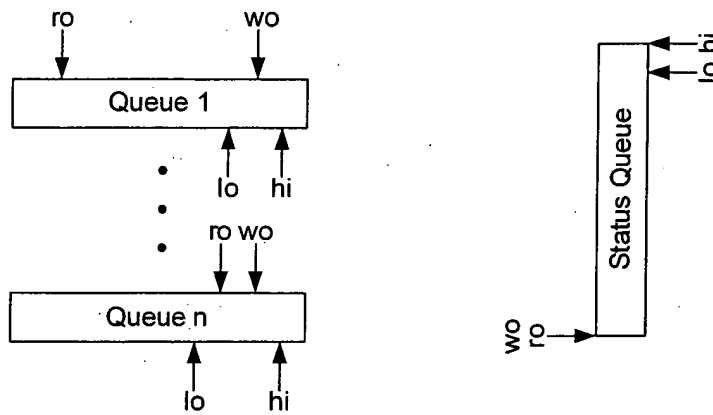 ro wo
Queue 1
lo hi
ro wo
Queue n
lo hi
hi
lo
Status Queue
wo
ro